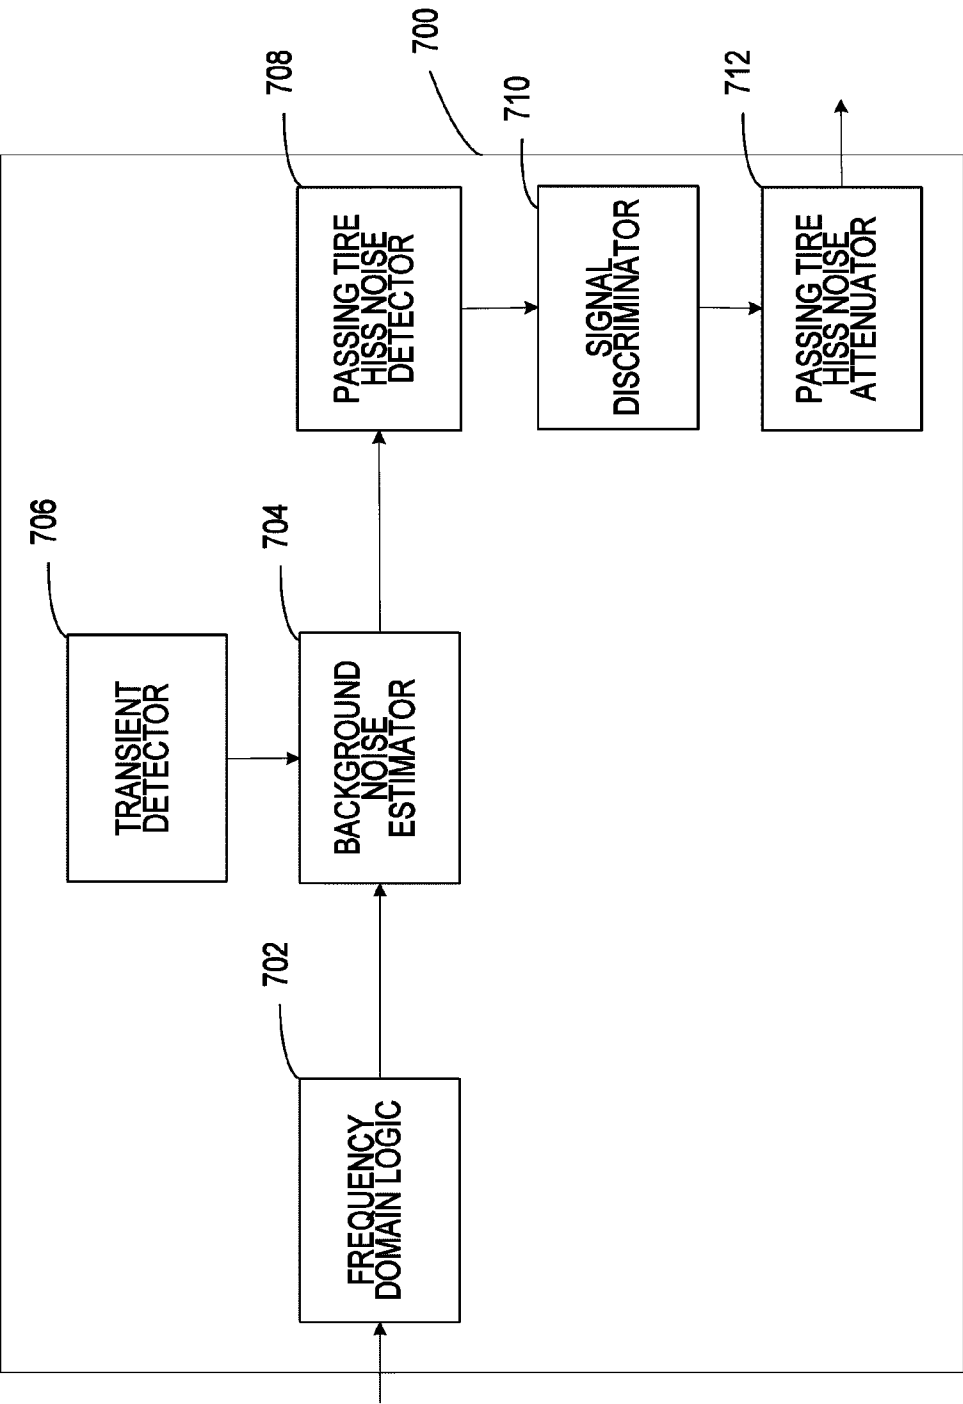 700
706
TRANSIENT
DETECTOR
702
FREQUENCY
DOMAIN LOGIC
704
BACKGROUND
NOISE
ESTIMATOR
708
PASSING TIRE
HISS NOISE
DETECTOR
710
SIGNAL
DISCRIMINATOR
712
PASSING TIRE
HISS NOISE
ATTENUATOR